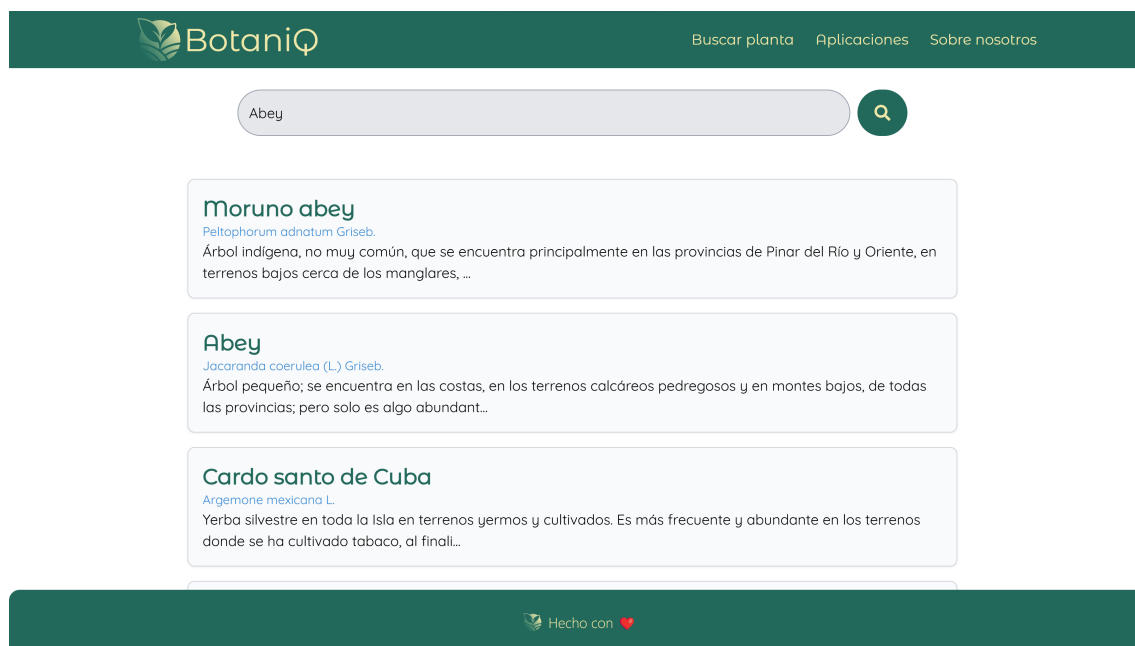 BotaniQ
Buscar planta Aplicaciones Sobre nosotros
Abey
Moruno abey
Peltophorum adnatum Griseb.
Árbol indígena, no muy común, que se encuentra principalmente en las provincias de Pinar del Río y Oriente, en
terrenos bajos cerca de los manglares, ...
Abey
Jacaranda coerulea (L.) Griseb.
Árbol pequeño; se encuentra en las costas, en los terrenos calcáreos pedregosos y en montes bajos, de todas
las provincias; pero solo es algo abundant...
Cardo santo de Cuba
Argemone mexicana L.
Yerba silvestre en toda la Isla en terrenos yermos y cultivados. Es más frecuente y abundante en los terrenos
donde se ha cultivado tabaco, al finali...
Hecho con ❤️